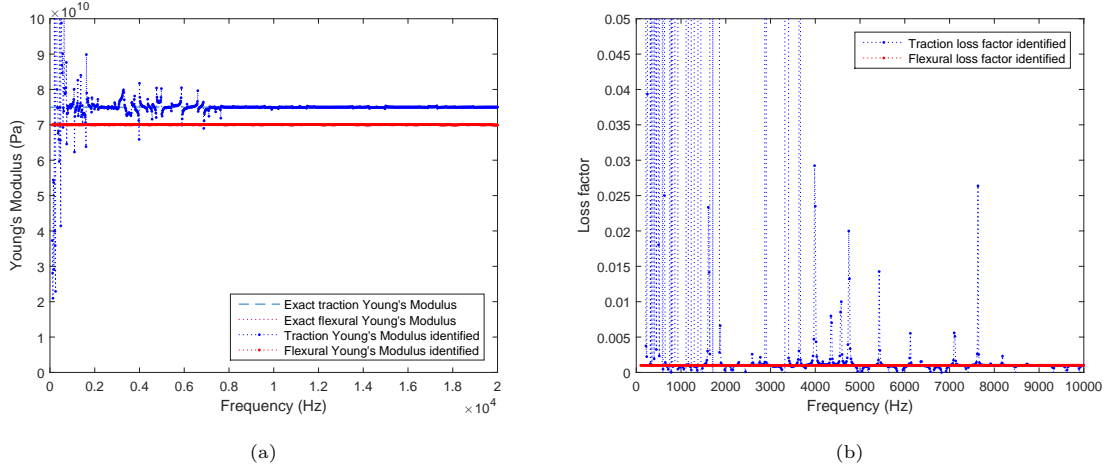 ×10^10
10
9
8
7
6
5
4
3
2
1
0
Young's Modulus (Pa)
0 0.2 0.4 0.6 0.8 1 1.2 1.4 1.6 1.8 20
Frequency (Hz)
×10^4
Exact traction Young's Modulus
Exact flexural Young's Modulus
Traction Young's Modulus identified
Flexural Young's Modulus identified
(a)
0.05
0.045
0.04
0.035
0.03
0.025
0.02
0.015
0.01
0.005
0
Loss factor
0 1000 2000 3000 4000 5000 6000 7000 8000 9000 10000
Frequency (Hz)
Traction loss factor identified
Flexural loss factor identified
(b)